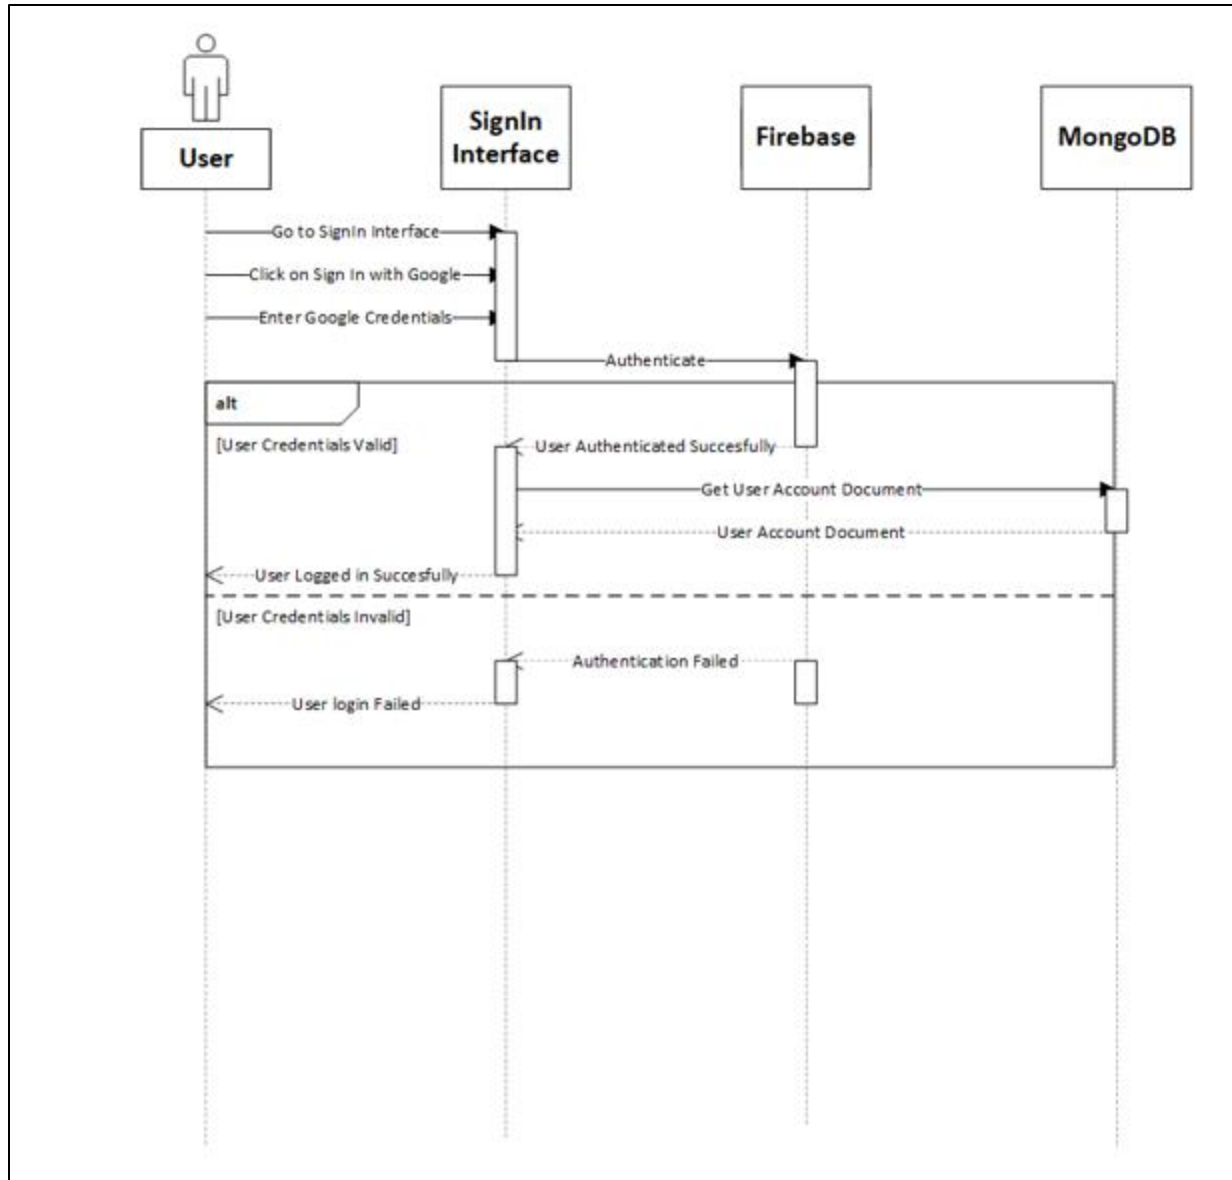 User
SignIn
Interface
Firebase
MongoDB
Go to SignIn Interface
Click on Sign In with Google
Enter Google Credentials
Authenticate
alt
[User Credentials Valid]
User Authenticated Succesfully
Get User Account Document
User Account Document
User Logged in Succesfully
[User Credentials Invalid]
Authentication Failed
User login Failed